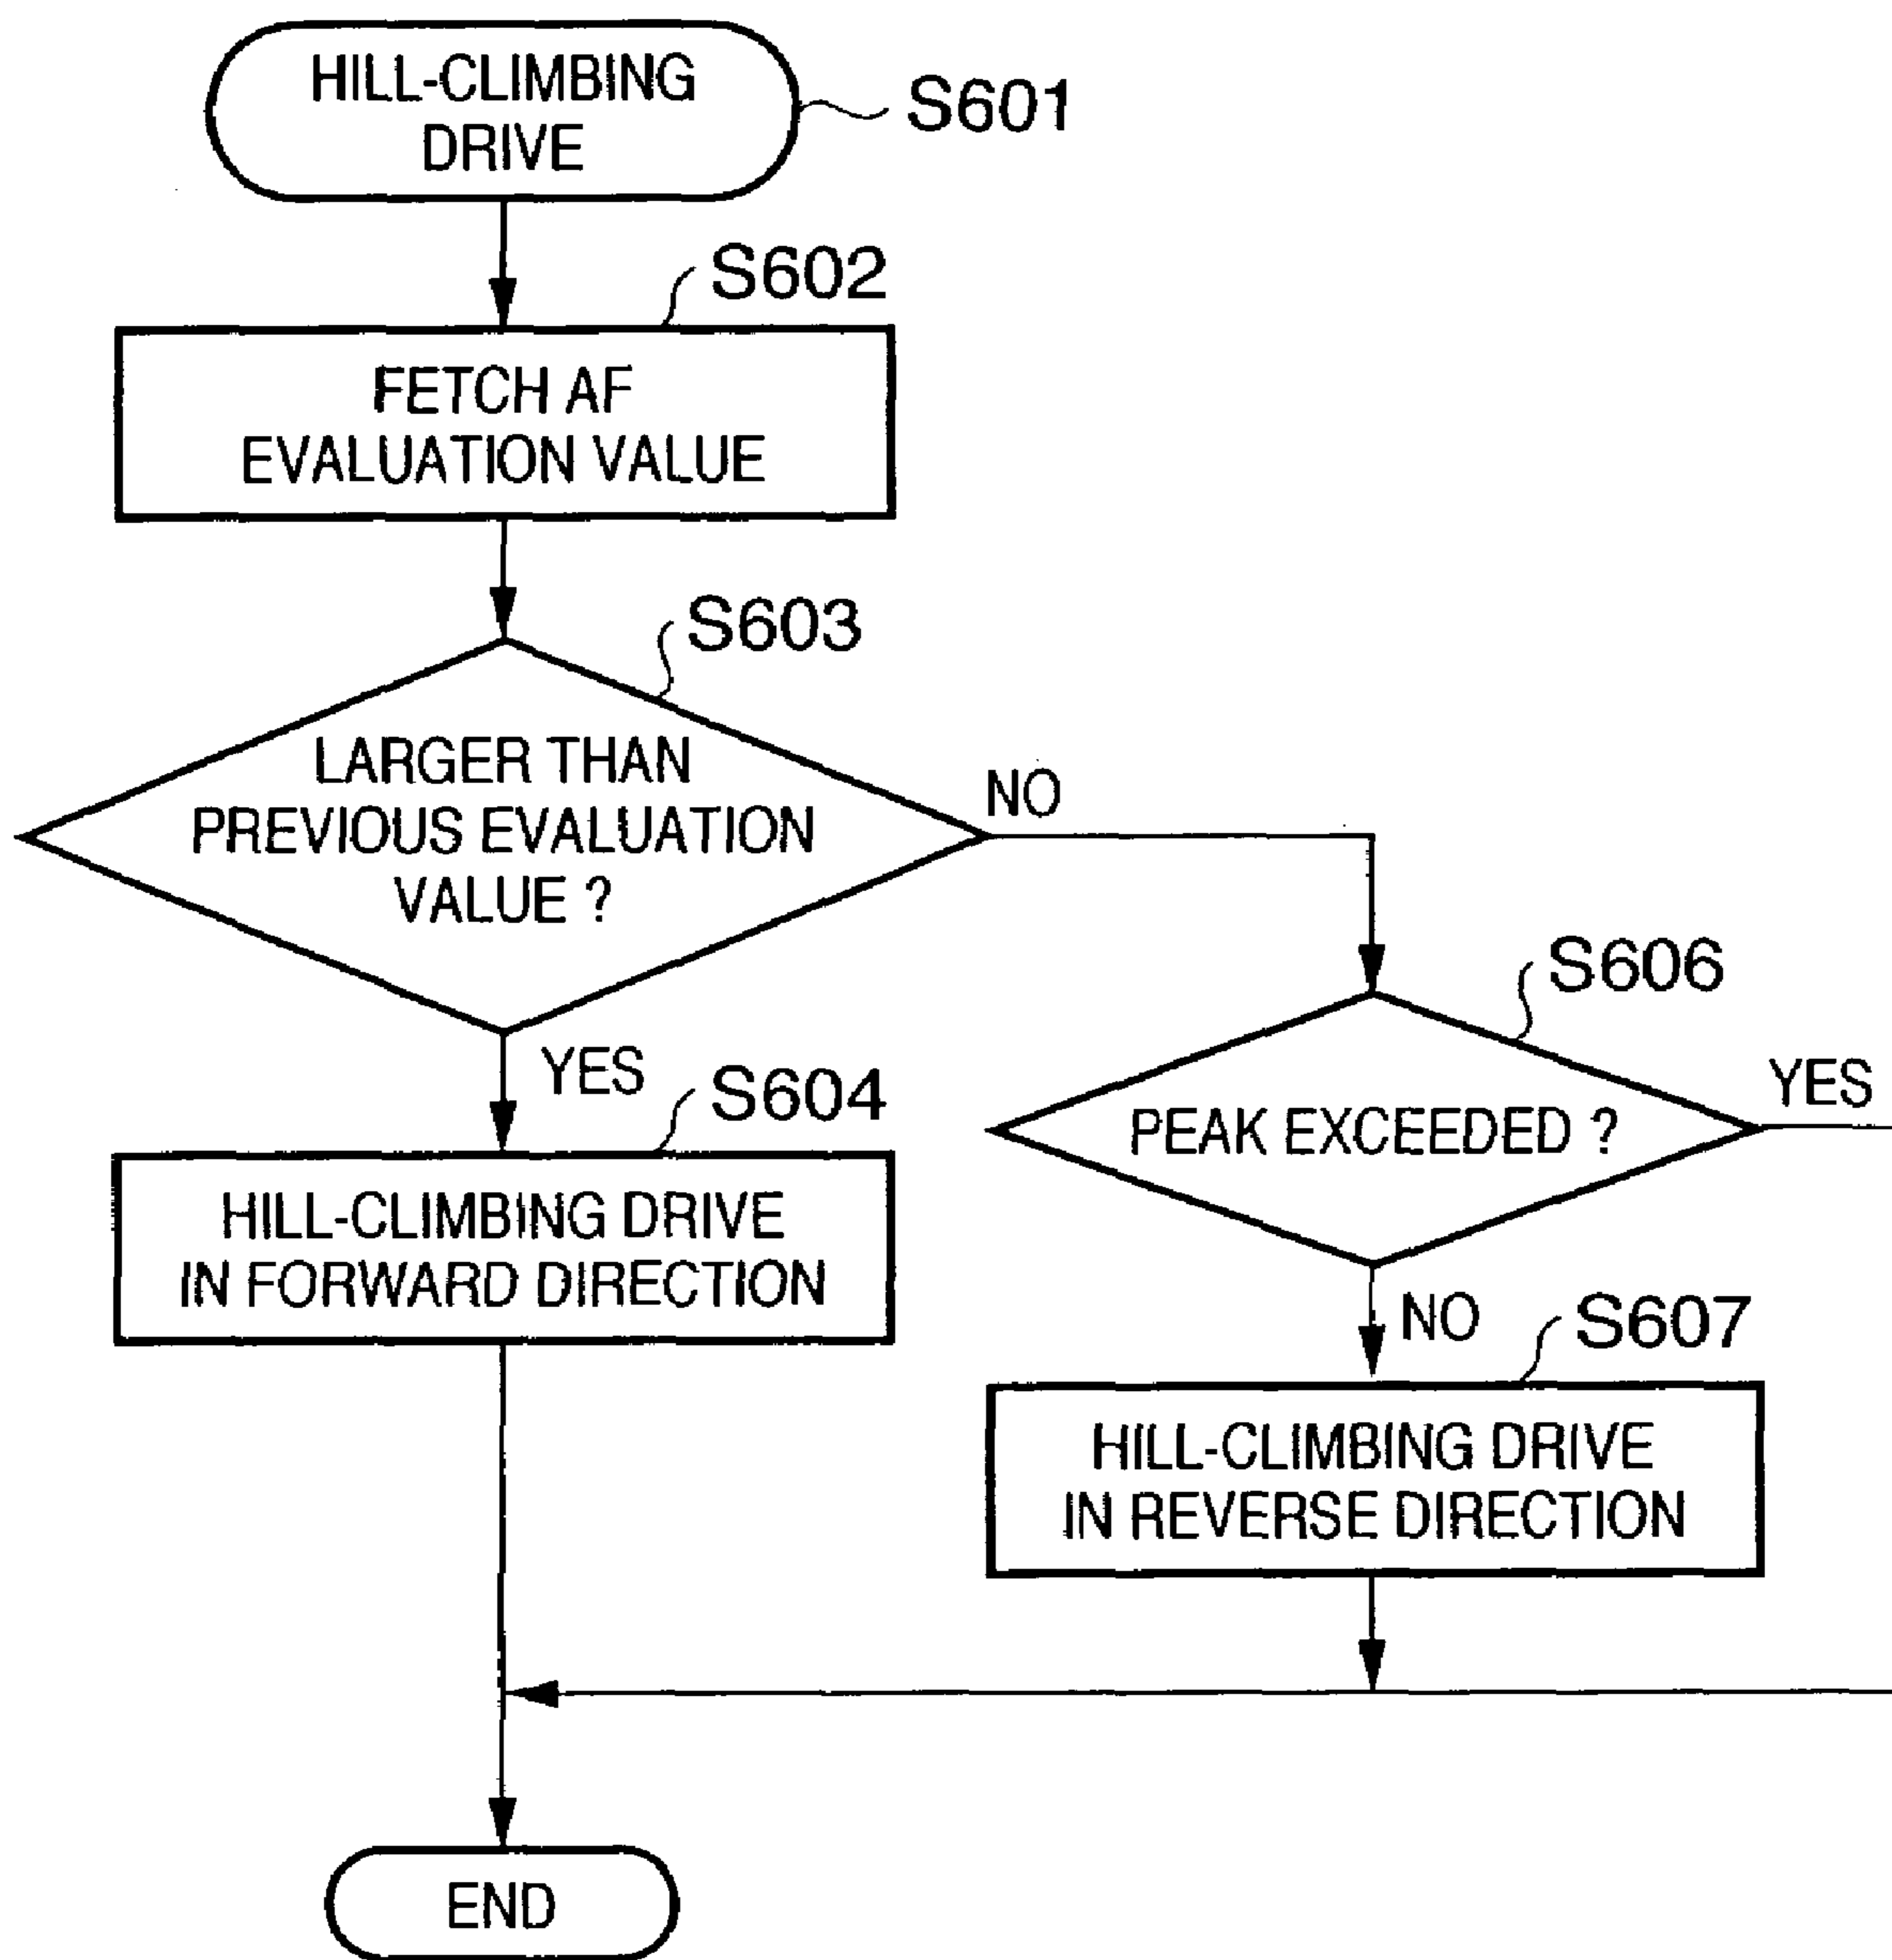 HILL-CLIMBING
DRIVE
S601
S602
FETCH AF
EVALUATION VALUE
S603
LARGER THAN
PREVIOUS EVALUATION
VALUE ?
NO
YES
S606
PEAK EXCEEDED ?
YES
S604
HILL-CLIMBING DRIVE
IN FORWARD DIRECTION
NO
S607
HILL-CLIMBING DRIVE
IN REVERSE DIRECTION
END